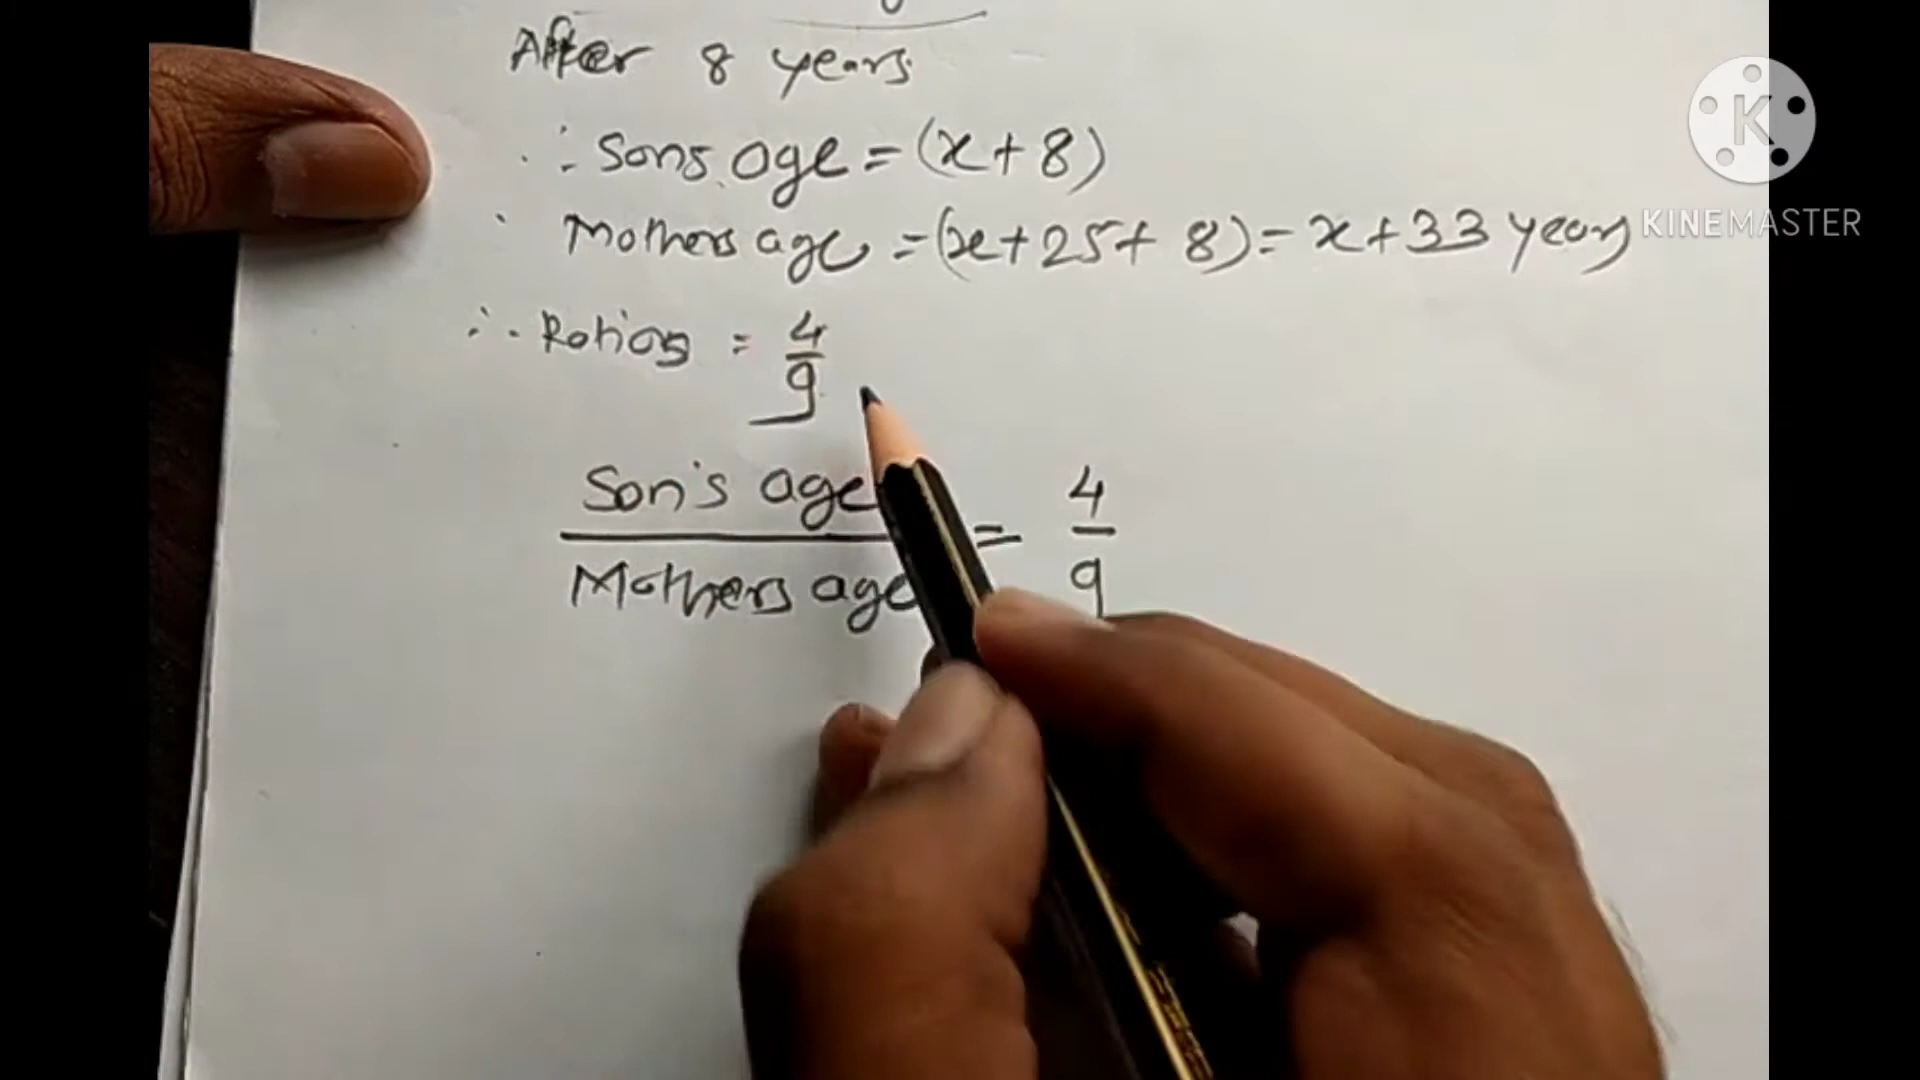 After 8 years
∴ Sons age = (x + 8)
Mothers age = (x + 25 + 8) = x + 33 years
KINEMASTER
∴ Ratios = 4/9
Son's age / Mothers age = 4/9